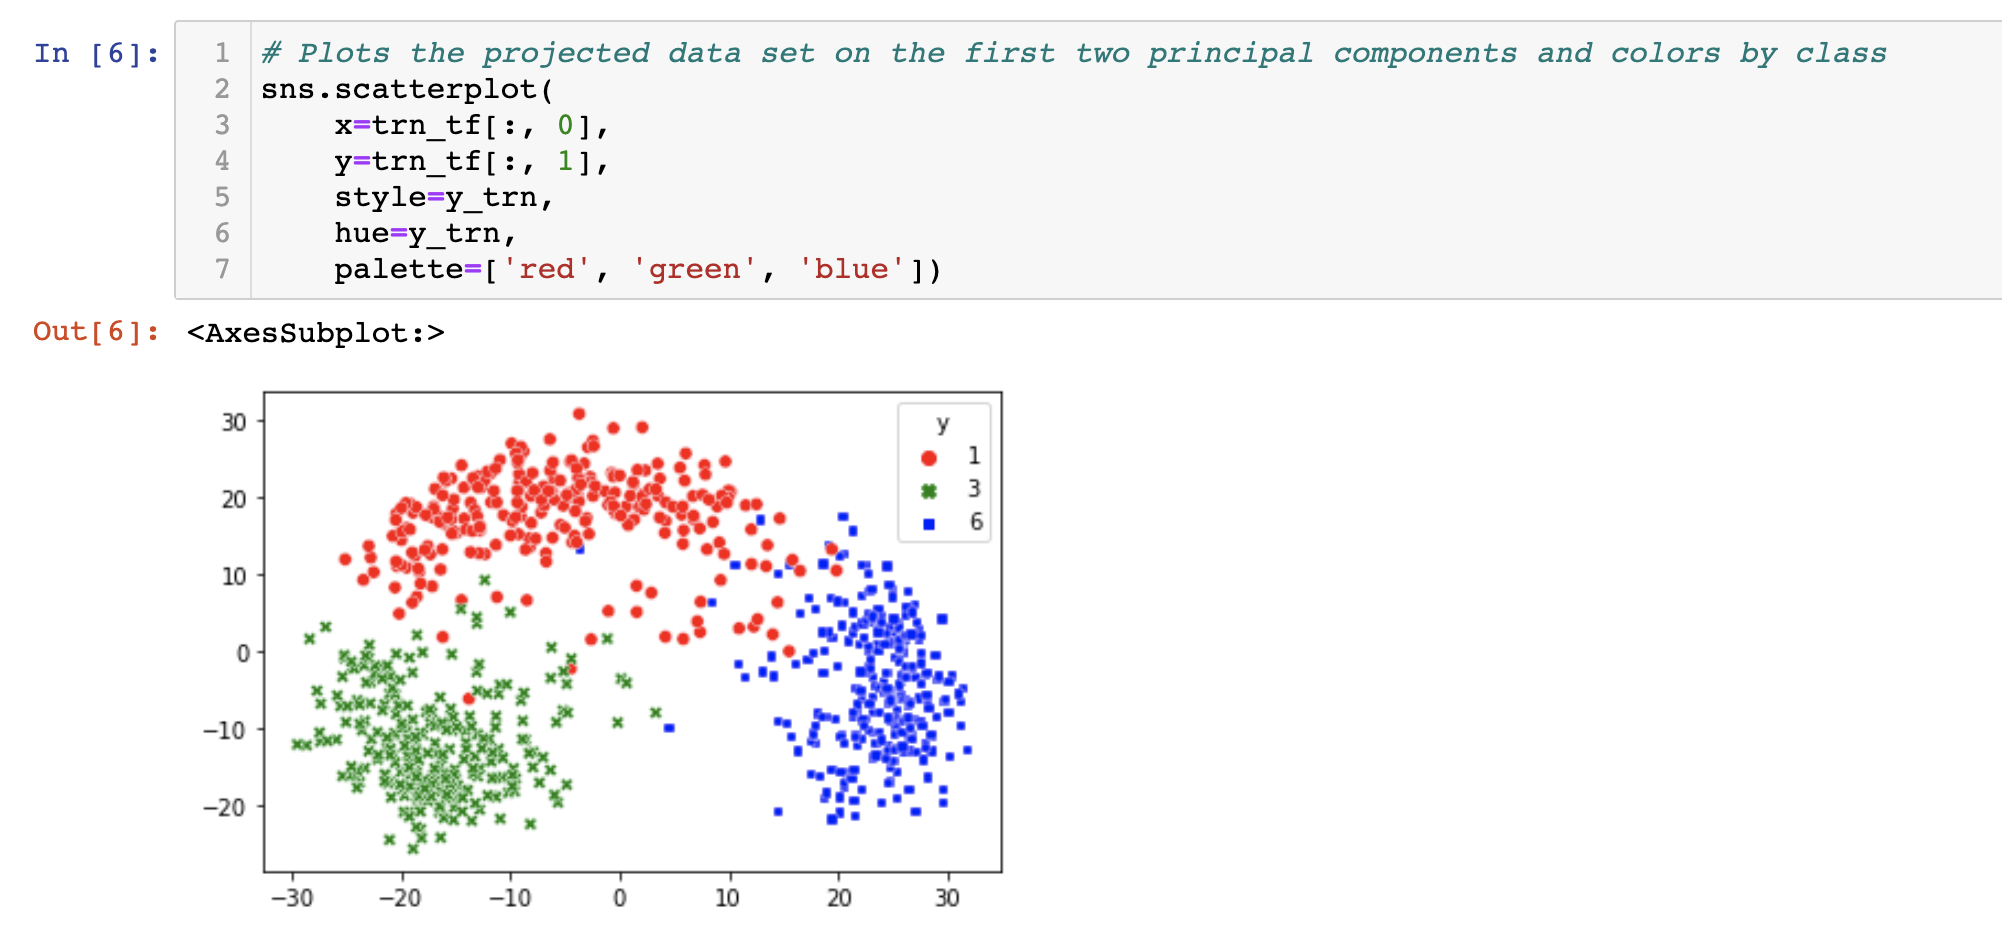 In [6]:
1 # Plots the projected data set on the first two principal components and colors by class
2 sns.scatterplot(
3     x=trn_tf[:, 0],
4     y=trn_tf[:, 1],
5     style=y_trn,
6     hue=y_trn,
7     palette=['red', 'green', 'blue'])
Out[6]: <AxesSubplot:>
y
1
3
6
30
20
10
0
−10
−20
−30 −20 −10 0 10 20 30